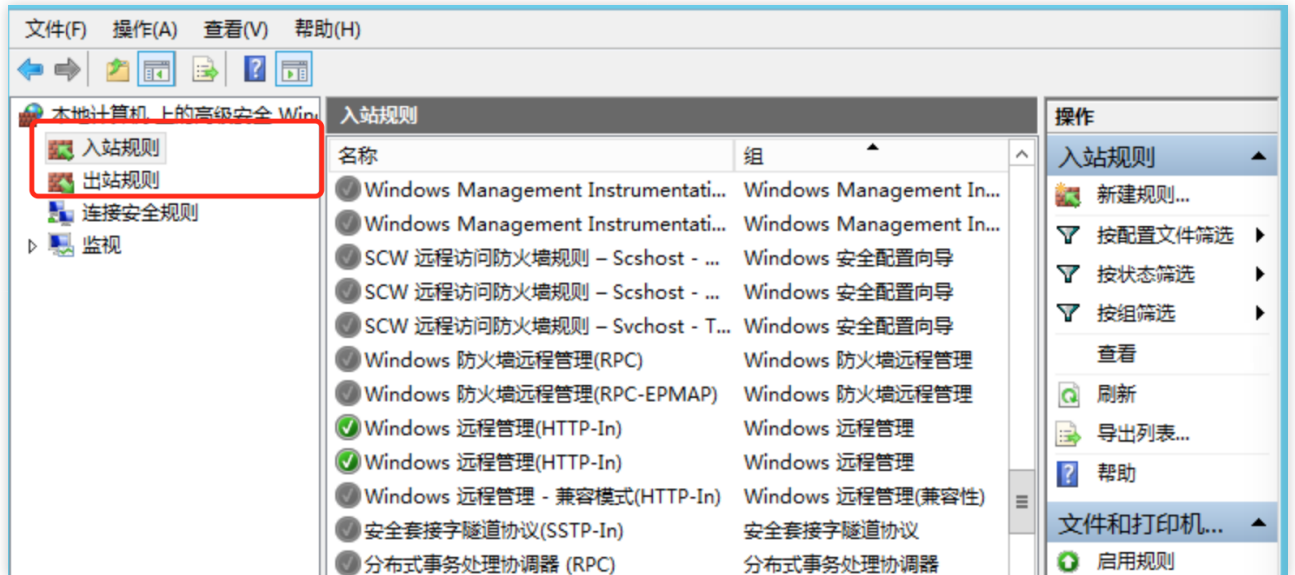 文件(F) 操作(A) 查看(V) 帮助(H)
本地计算机 上的高级安全 Win
入站规则
出站规则
连接安全规则
监视
入站规则
名称 组
Windows Management Instrumentati... Windows Management In...
Windows Management Instrumentati... Windows Management In...
SCW 远程访问防火墙规则 – Scshost - ... Windows 安全配置向导
SCW 远程访问防火墙规则 – Scshost - ... Windows 安全配置向导
SCW 远程访问防火墙规则 – Svchost - T... Windows 安全配置向导
Windows 防火墙远程管理(RPC) Windows 防火墙远程管理
Windows 防火墙远程管理(RPC-EPMAP) Windows 防火墙远程管理
Windows 远程管理(HTTP-In) Windows 远程管理
Windows 远程管理(HTTP-In) Windows 远程管理
Windows 远程管理 - 兼容模式(HTTP-In) Windows 远程管理(兼容性)
安全套接字隧道协议(SSTP-In) 安全套接字隧道协议
分布式事务处理协调器 (RPC) 分布式事务处理协调器
操作
入站规则
新建规则...
按配置文件筛选
按状态筛选
按组筛选
查看
刷新
导出列表...
帮助
文件和打印机...
启用规则